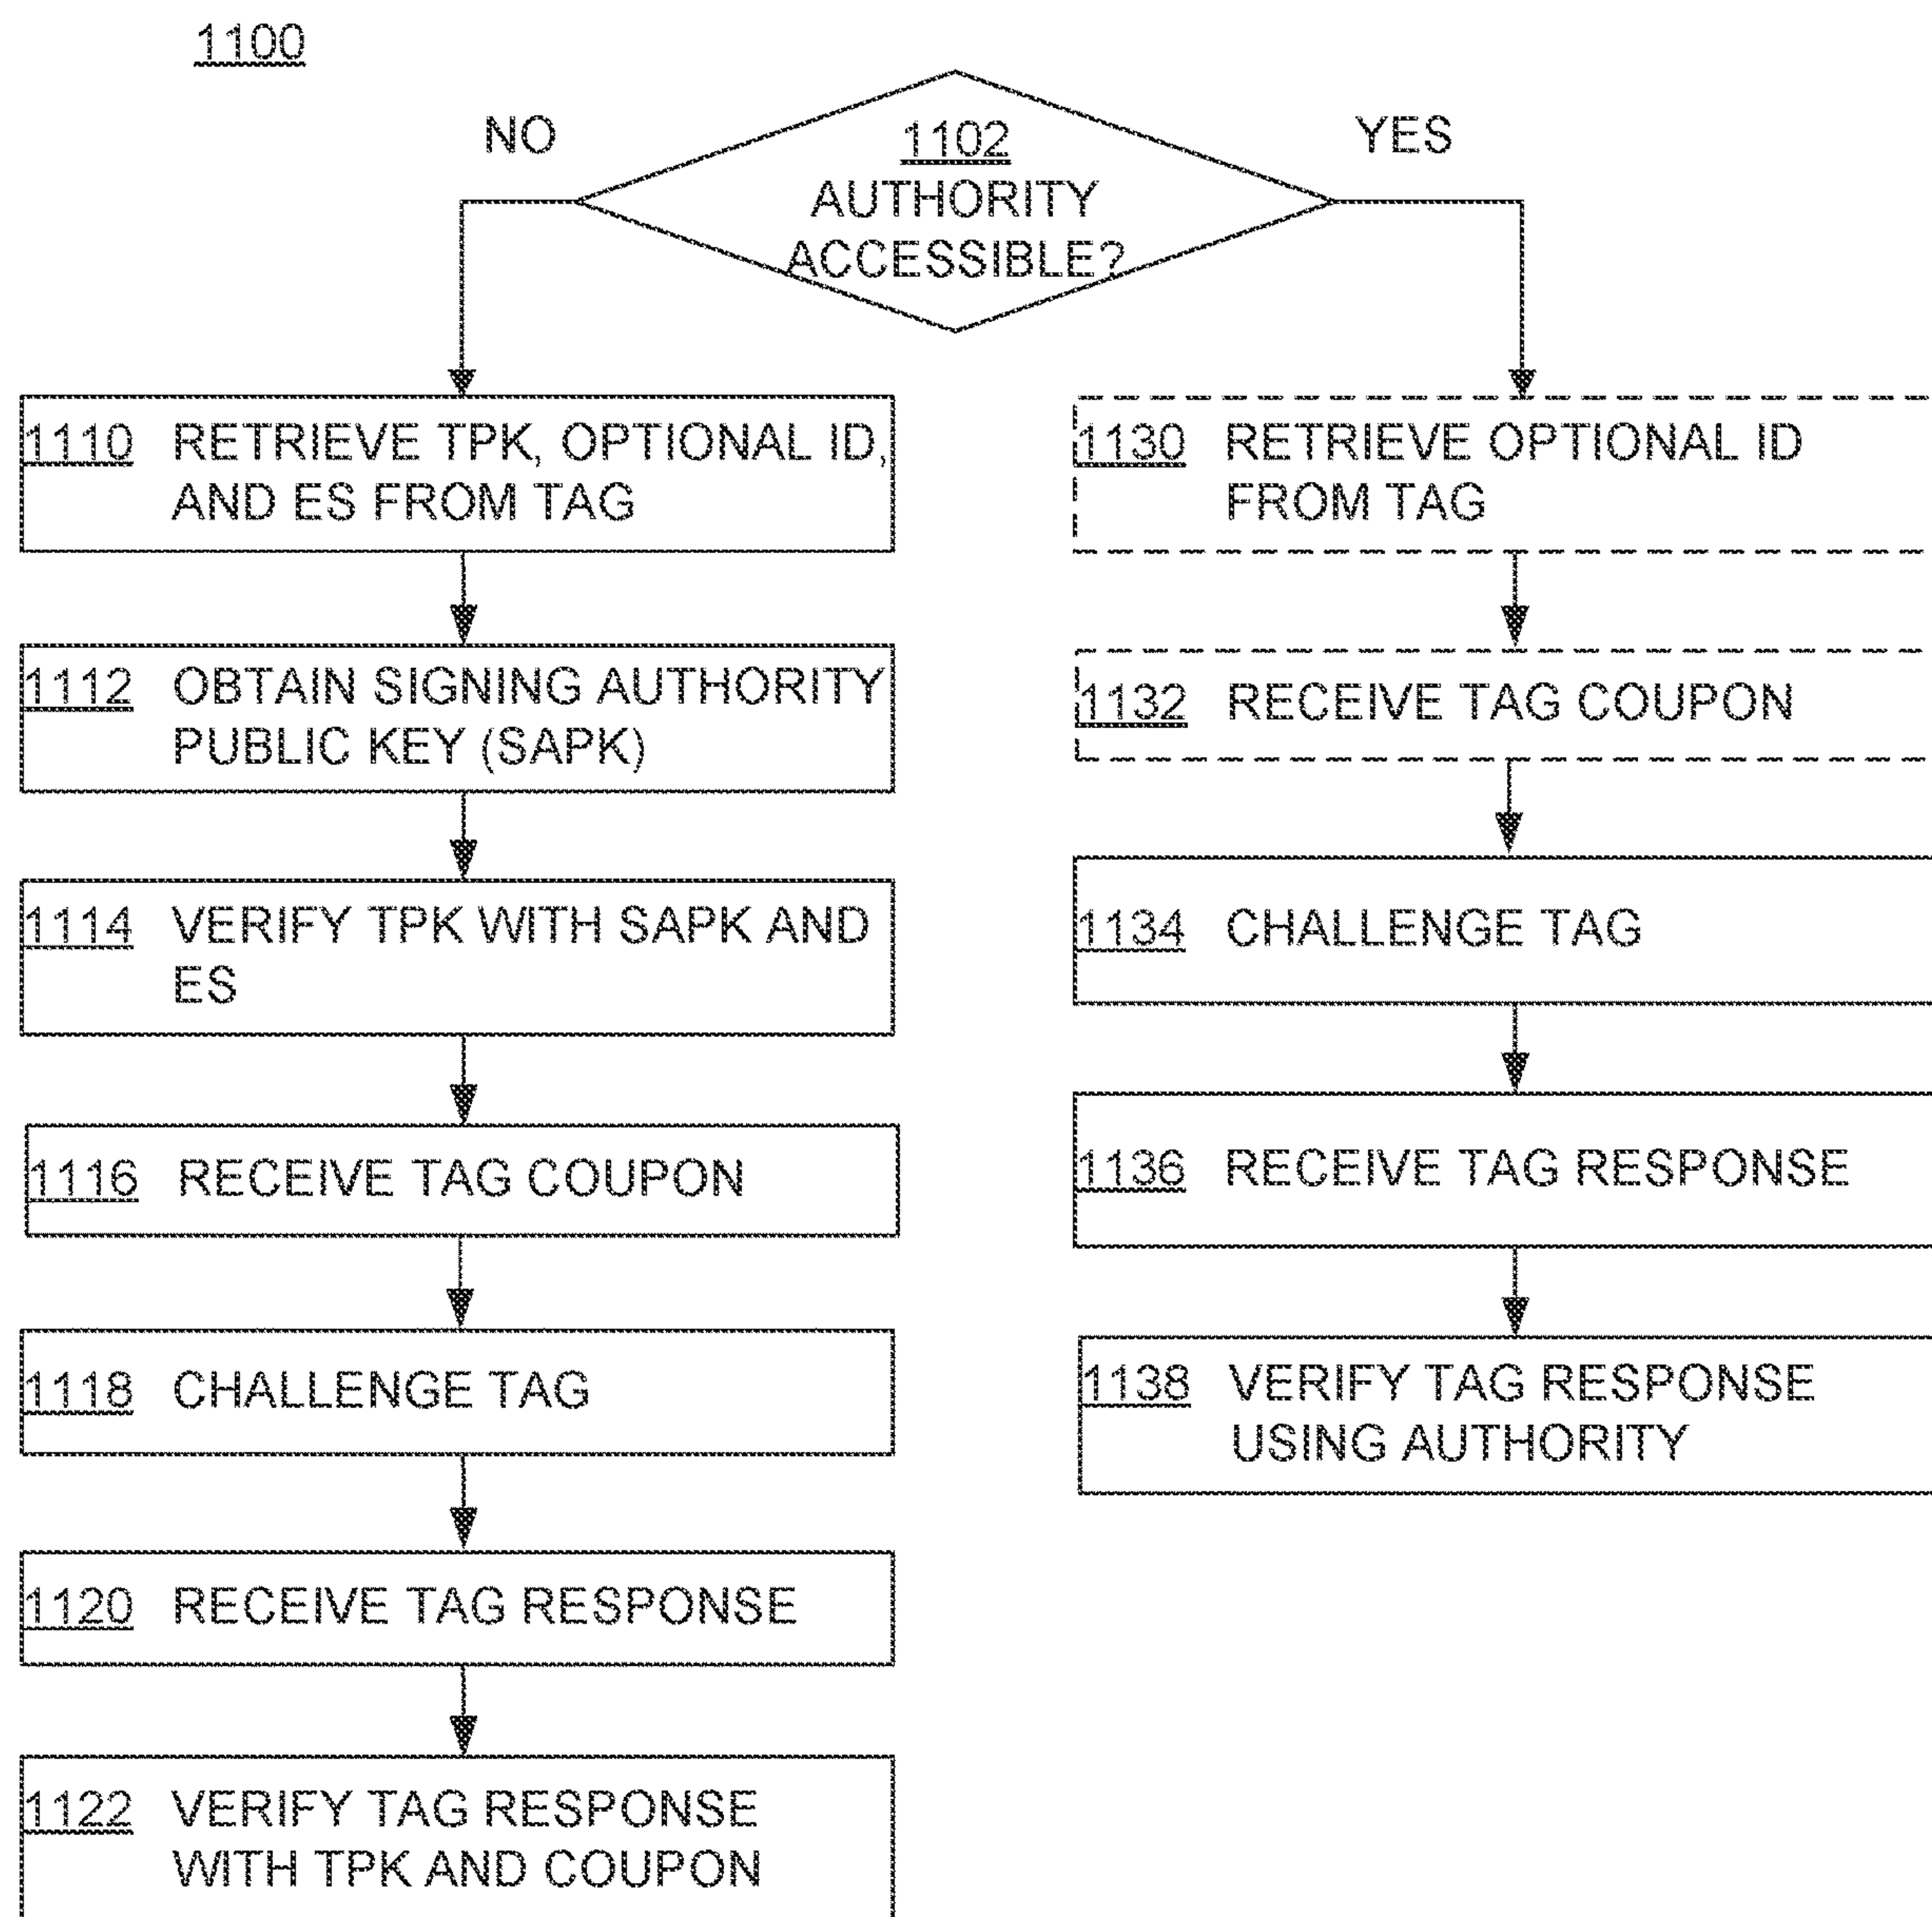 1100
NO
YES
1102
AUTHORITY
ACCESSIBLE?
1110 RETRIEVE TPK, OPTIONAL ID,
AND ES FROM TAG
1112 OBTAIN SIGNING AUTHORITY
PUBLIC KEY (SAPK)
1114 VERIFY TPK WITH SAPK AND
ES
1116 RECEIVE TAG COUPON
1118 CHALLENGE TAG
1120 RECEIVE TAG RESPONSE
1122 VERIFY TAG RESPONSE
WITH TPK AND COUPON
1130 RETRIEVE OPTIONAL ID
FROM TAG
1132 RECEIVE TAG COUPON
1134 CHALLENGE TAG
1136 RECEIVE TAG RESPONSE
1138 VERIFY TAG RESPONSE
USING AUTHORITY